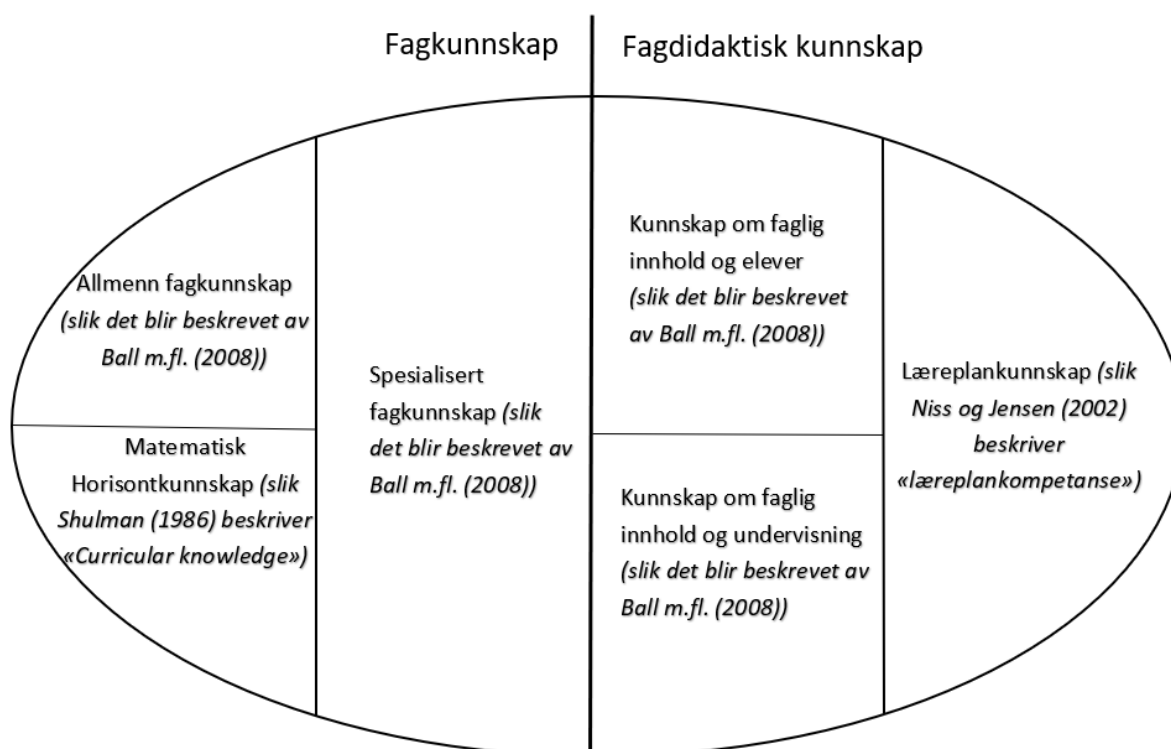 Fagkunnskap
Fagdidaktisk kunnskap
Allmenn fagkunnskap
(slik det blir beskrevet av
Ball m.fl. (2008))
Matematisk
Horisontkunnskap (slik
Shulman (1986) beskriver
«Curricular knowledge»)
Spesialisert
fagkunnskap (slik
det blir beskrevet av
Ball m.fl. (2008))
Kunnskap om faglig
innhold og elever
(slik det blir beskrevet
av Ball m.fl. (2008))
Kunnskap om faglig
innhold og undervisning
(slik det blir beskrevet av
Ball m.fl. (2008))
Læreplankunnskap (slik
Niss og Jensen (2002)
beskriver
«læreplankompetanse»)